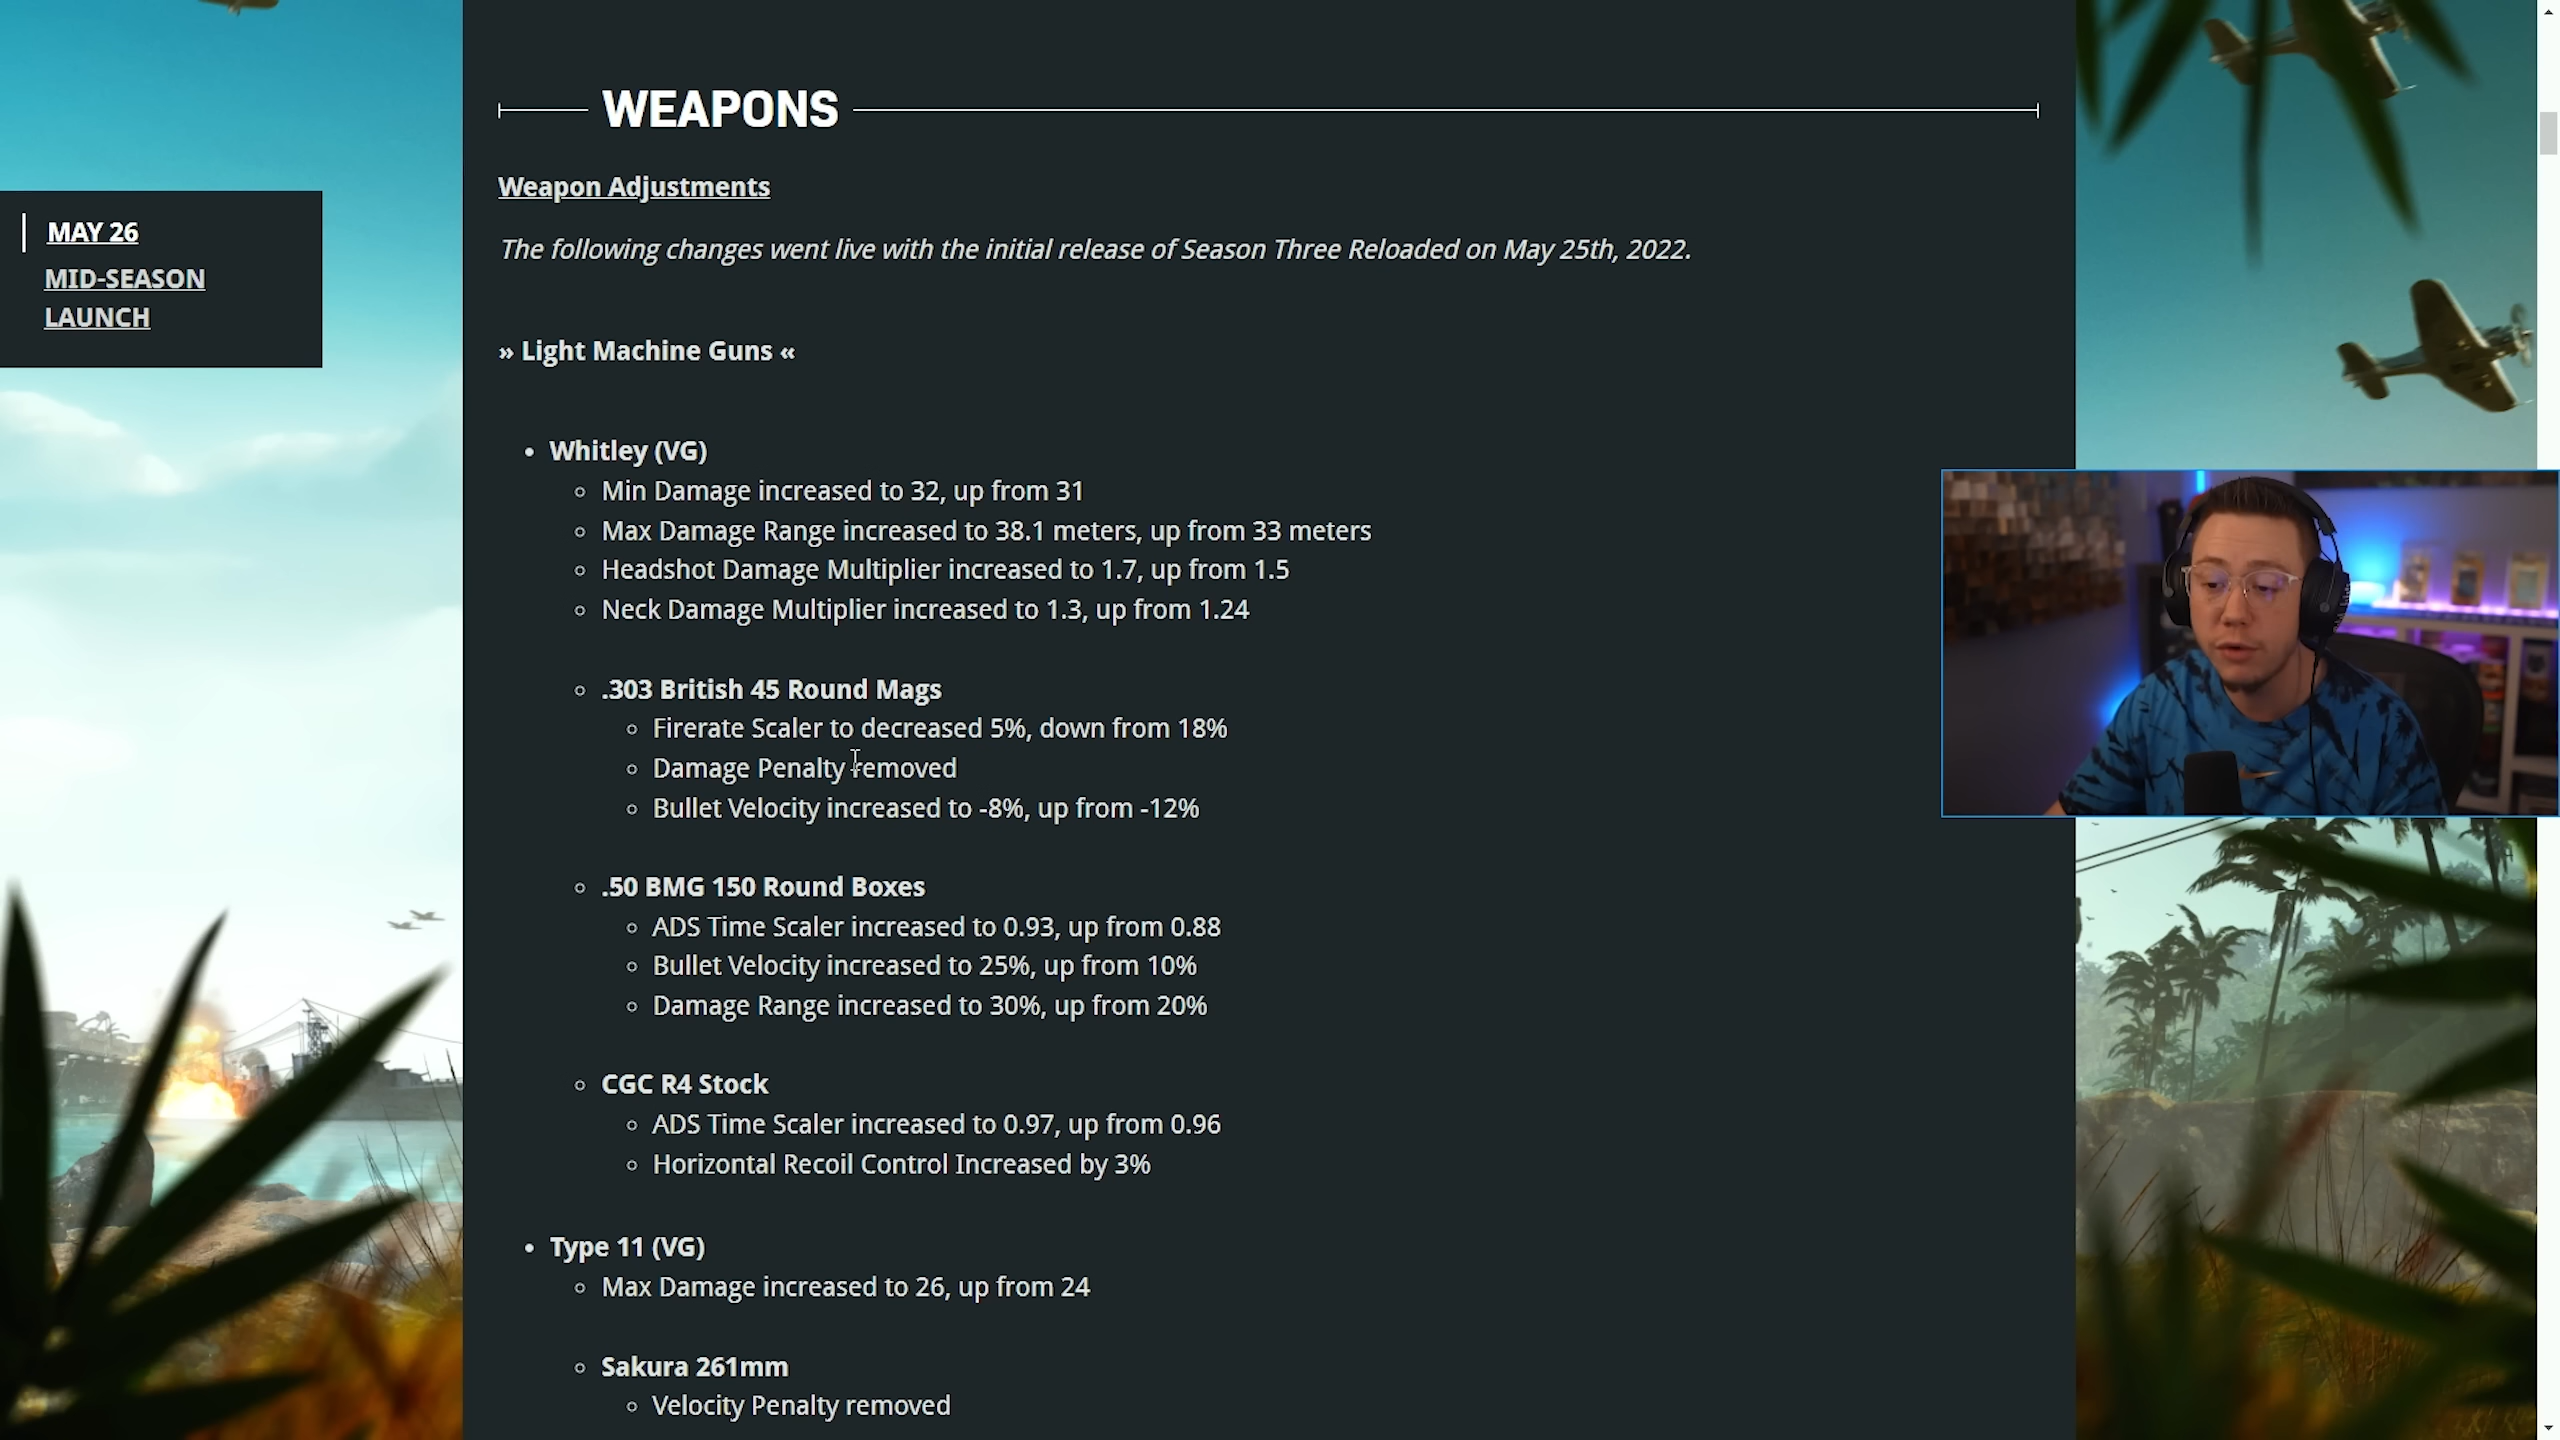 WEAPONS
Weapon Adjustments
The following changes went live with the initial release of Season Three Reloaded on May 25th, 2022.
MAY 26
MID-SEASON
LAUNCH
» Light Machine Guns «
• Whitley (VG)
◦ Min Damage increased to 32, up from 31
◦ Max Damage Range increased to 38.1 meters, up from 33 meters
◦ Headshot Damage Multiplier increased to 1.7, up from 1.5
◦ Neck Damage Multiplier increased to 1.3, up from 1.24
◦ .303 British 45 Round Mags
◦ Firerate Scaler to decreased 5%, down from 18%
◦ Damage Penalty removed
◦ Bullet Velocity increased to -8%, up from -12%
◦ .50 BMG 150 Round Boxes
◦ ADS Time Scaler increased to 0.93, up from 0.88
◦ Bullet Velocity increased to 25%, up from 10%
◦ Damage Range increased to 30%, up from 20%
◦ CGC R4 Stock
◦ ADS Time Scaler increased to 0.97, up from 0.96
◦ Horizontal Recoil Control Increased by 3%
• Type 11 (VG)
◦ Max Damage increased to 26, up from 24
◦ Sakura 261mm
◦ Velocity Penalty removed